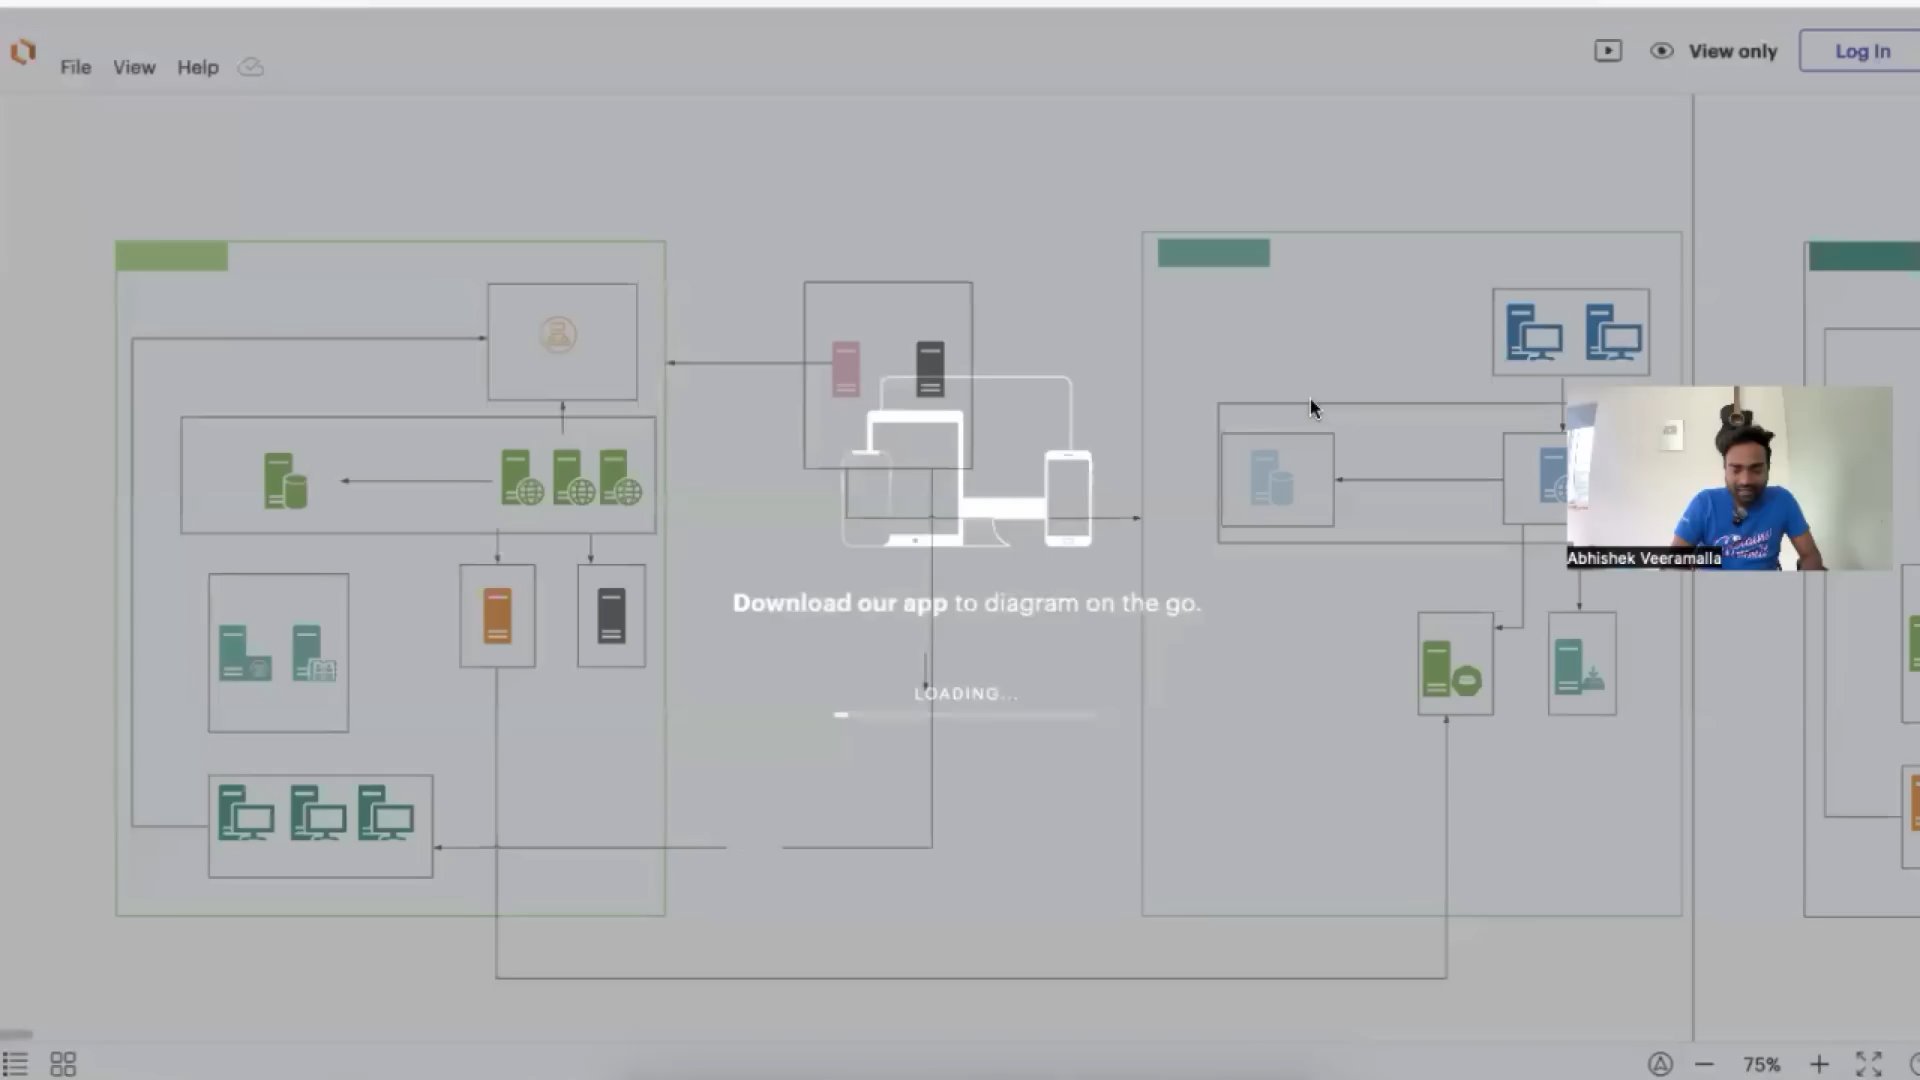 File View Help
View only
Log In
Abhishek Veeramalla
Download our app to diagram on the go.
LOADING...
75%